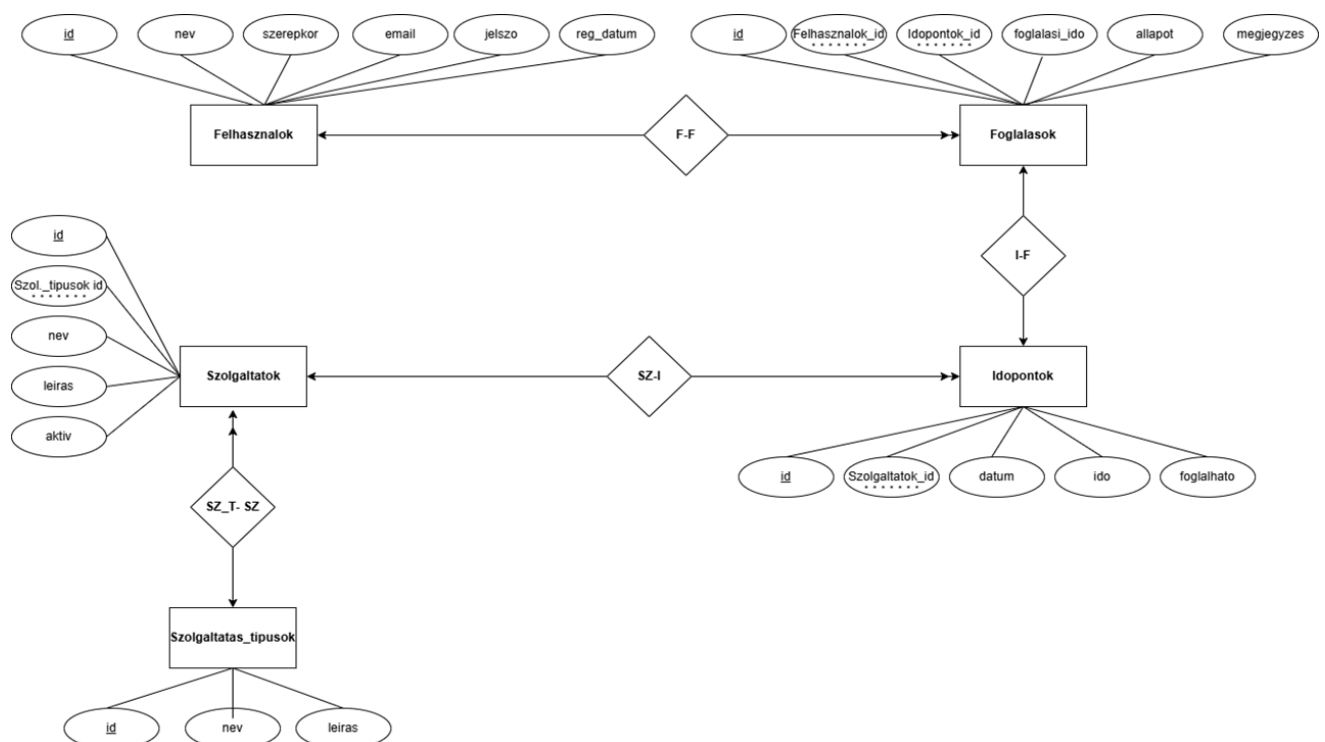 id
nev
szerepkor
email
jelszo
reg_datum
id
Felhasznalok_id
Idopontok_id
foglalasi_ido
allapot
megjegyzes
Felhasznalok
F-F
Foglalasok
id
Szol._tipusok id
nev
leiras
aktiv
I-F
Szolgaltatok
SZ-I
Idopontok
id
Szolgaltatok_id
datum
ido
foglalhato
SZ_T- SZ
Szolgaltatas_tipusok
id
nev
leiras